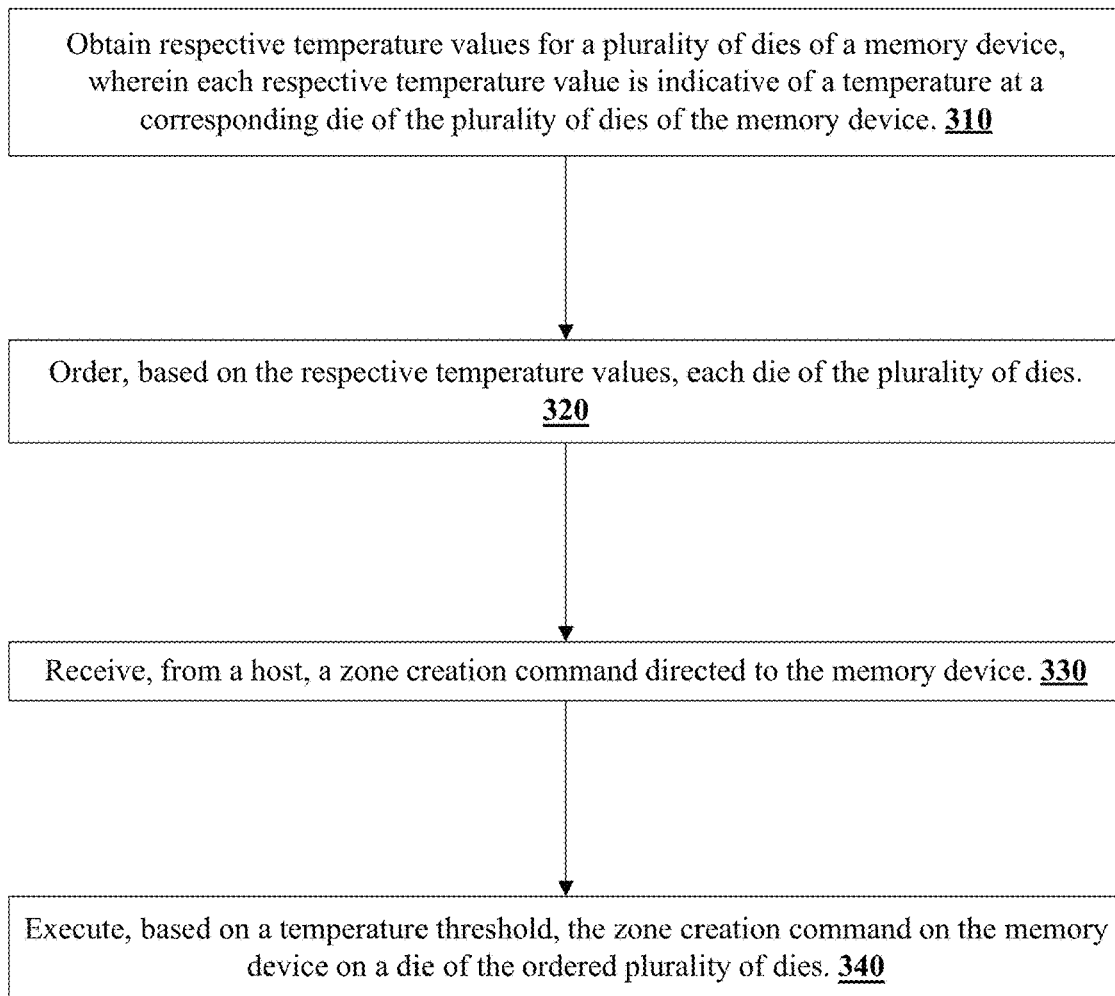 Obtain respective temperature values for a plurality of dies of a memory device,
wherein each respective temperature value is indicative of a temperature at a
corresponding die of the plurality of dies of the memory device. 310
Order, based on the respective temperature values, each die of the plurality of dies.
320
Receive, from a host, a zone creation command directed to the memory device. 330
Execute, based on a temperature threshold, the zone creation command on the memory
device on a die of the ordered plurality of dies. 340